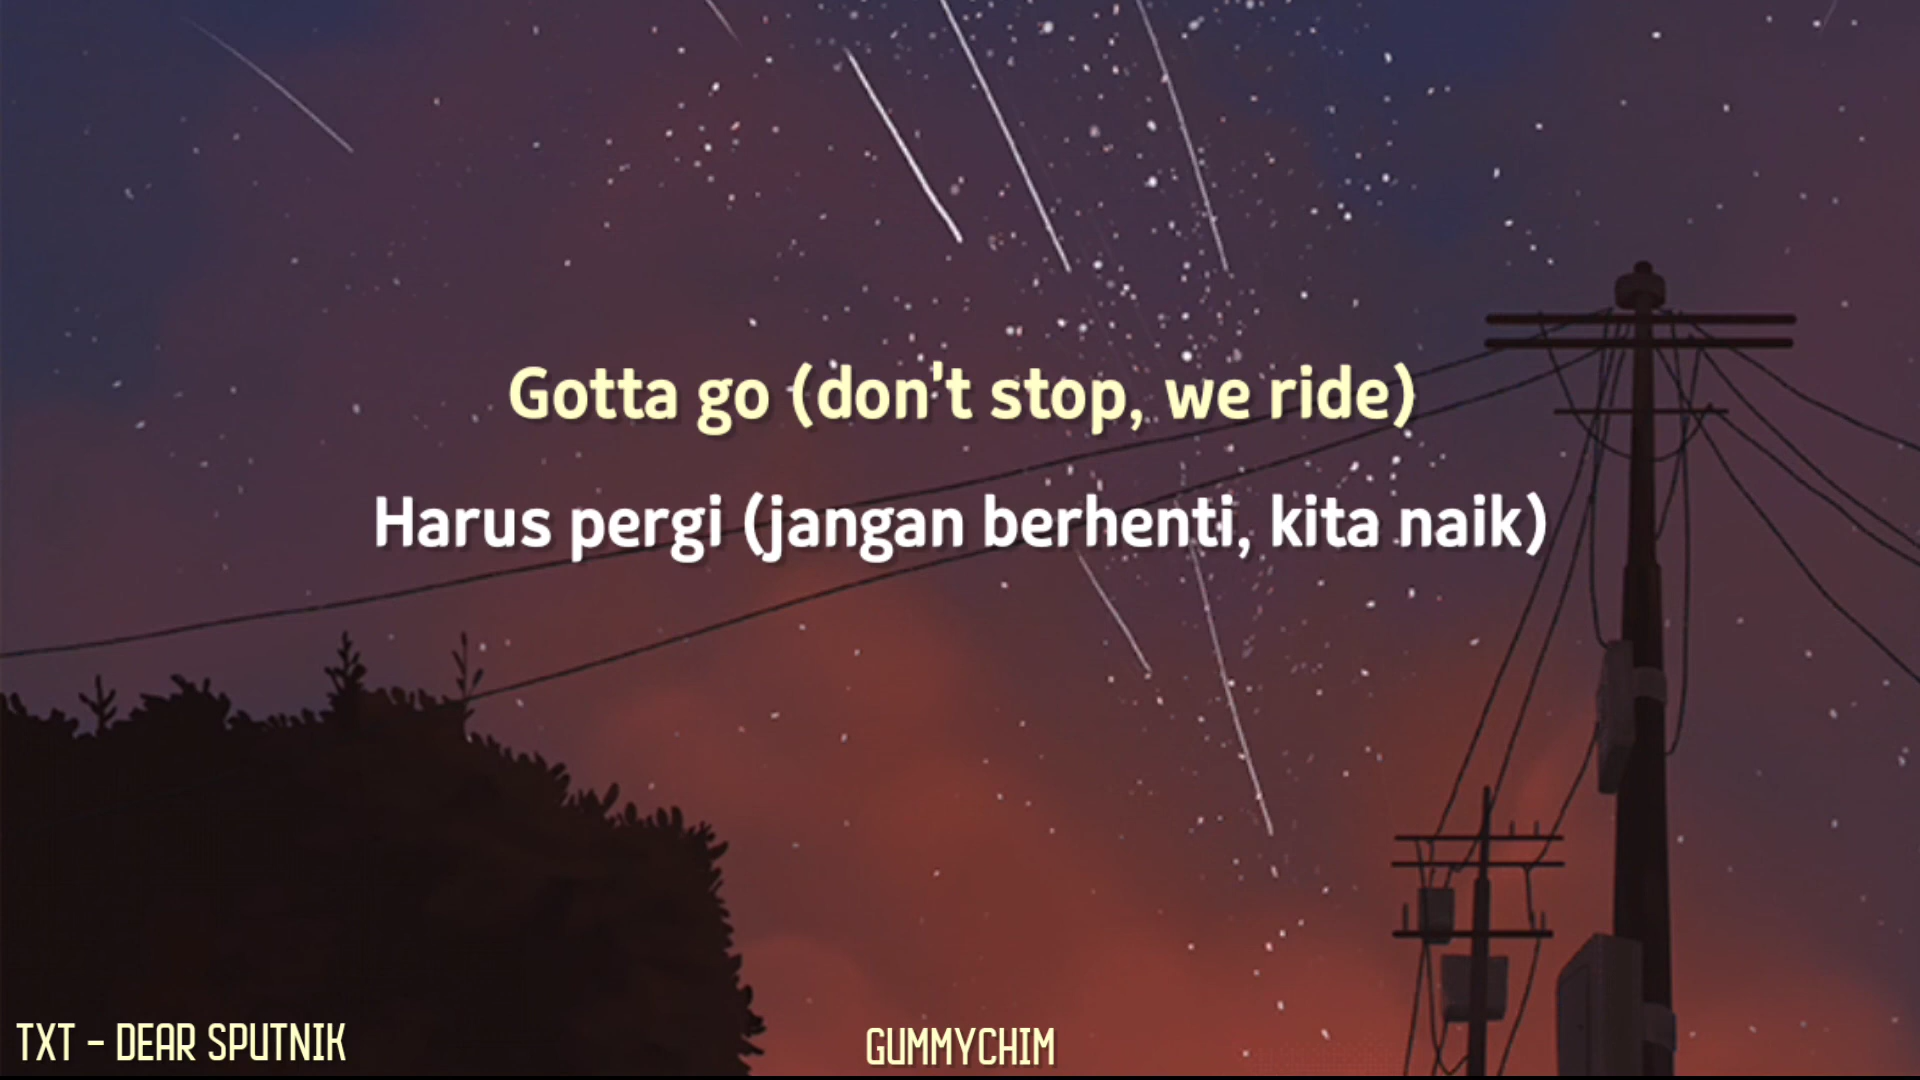 Gotta go (don't stop, we ride)
Harus pergi (jangan berhenti, kita naik)
TXT - DEAR SPUTNIK
GUMMYCHIM